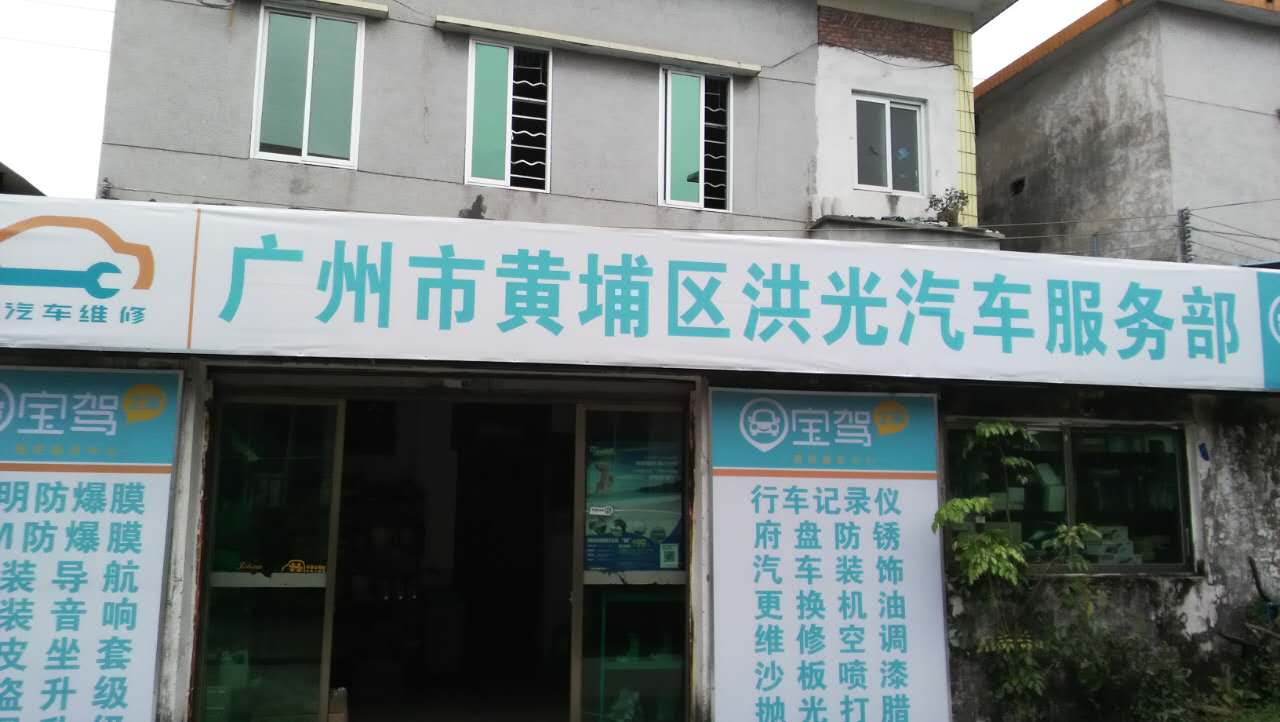 汽车维修
广州市黄埔区洪光汽车服务部
宝驾
明防爆膜
M防爆膜
装导航
装音响
皮坐套
盗升级
宝驾
行车记录仪
府盘防锈
汽车装饰
更换机油
维修空调
沙板喷漆
抛光打腊